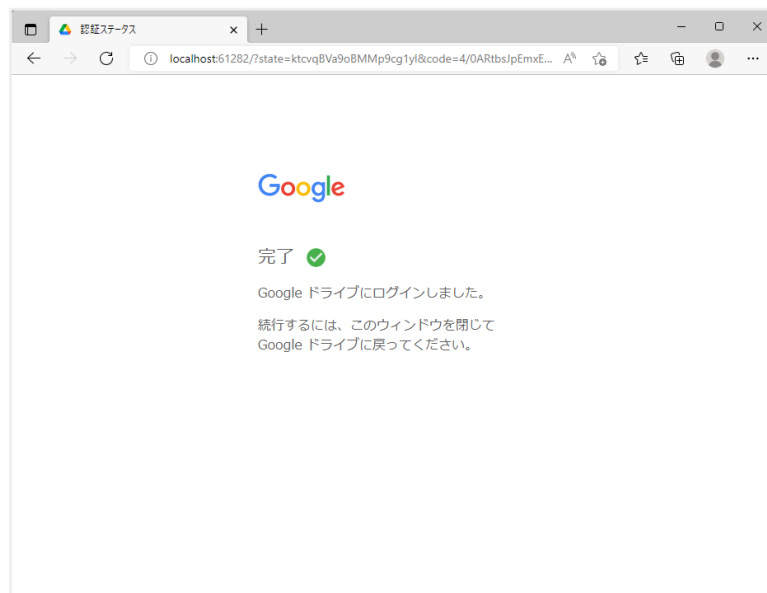 認証ステータス
localhost:61282/?state=ktcvqBVa9oBMMp9cg1yl&code=4/0ARtbsJpEmxE...
Google
完了
Google ドライブにログインしました。
続行するには、このウィンドウを閉じて
Google ドライブに戻ってください。